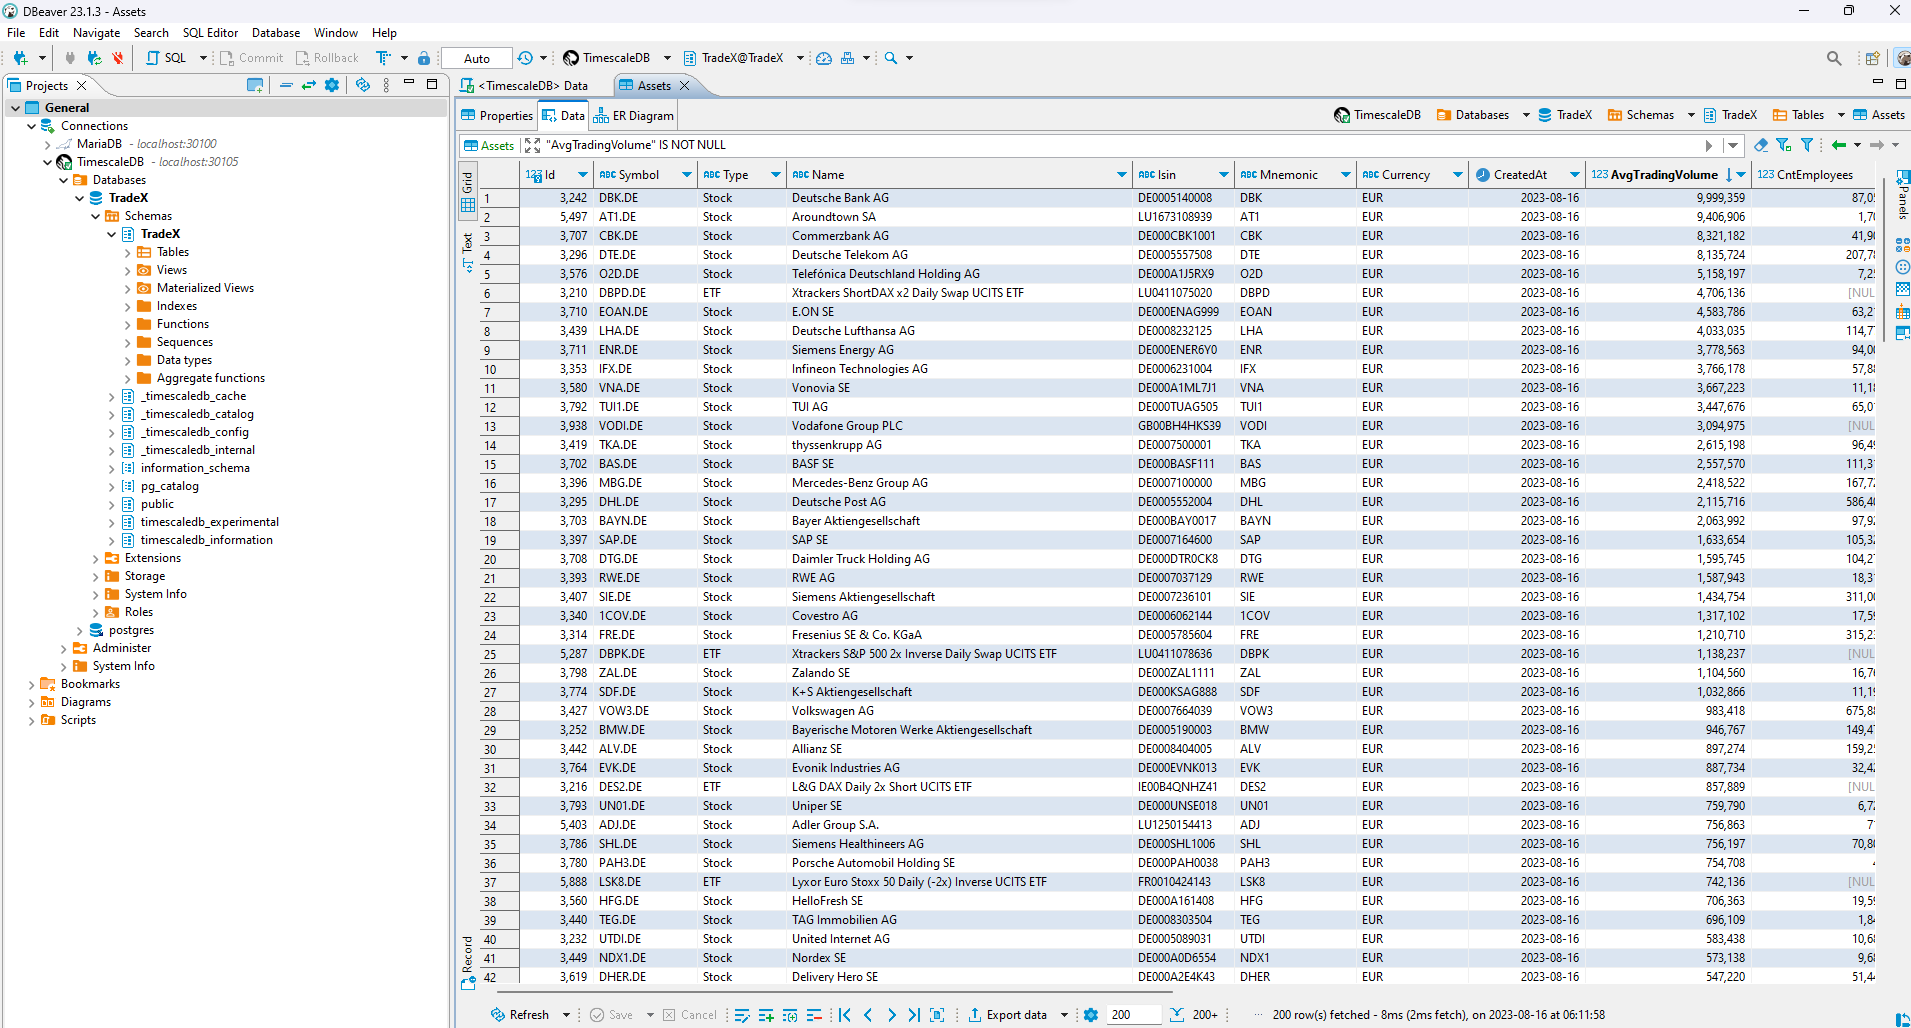 DBeaver 23.1.3 - Assets
File Edit Navigate Search SQL Editor Database Window Help
SQL Commit Rollback Auto TimescaleDB TradeX@TradeX
Projects
<TimescaleDB> Data Assets
General
Connections
MariaDB - localhost:30100
TimescaleDB - localhost:30105
Databases
TradeX
Schemas
TradeX
Tables
Views
Materialized Views
Indexes
Functions
Sequences
Data types
Aggregate functions
_timescaledb_cache
_timescaledb_catalog
_timescaledb_config
_timescaledb_internal
information_schema
pg_catalog
public
timescaledb_experimental
timescaledb_information
Extensions
Storage
System Info
Roles
postgres
Administer
System Info
Bookmarks
Diagrams
Scripts
Properties Data ER Diagram TimescaleDB Databases TradeX Schemas TradeX Tables Assets
Assets "AvgTradingVolume" IS NOT NULL
Grid
Text
Record
Panels
123 Id ABC Symbol ABC Type ABC Name ABC Isin ABC Mnemonic ABC Currency CreatedAt 123 AvgTradingVolume 123 CntEmployees
1 3,242 DBK.DE Stock Deutsche Bank AG DE0005140008 DBK EUR 2023-08-16 9,999,359 87,05
2 5,497 AT1.DE Stock Aroundtown SA LU1673108939 AT1 EUR 2023-08-16 9,406,906 1,70
3 3,707 CBK.DE Stock Commerzbank AG DE000CBK1001 CBK EUR 2023-08-16 8,321,182 41,90
4 3,296 DTE.DE Stock Deutsche Telekom AG DE0005557508 DTE EUR 2023-08-16 8,135,724 207,78
5 3,576 O2D.DE Stock Telefónica Deutschland Holding AG DE000A1J5RX9 O2D EUR 2023-08-16 5,158,197 7,25
6 3,210 DBPD.DE ETF Xtrackers ShortDAX x2 Daily Swap UCITS ETF LU0411075020 DBPD EUR 2023-08-16 4,706,136 [NUL
7 3,710 EOAN.DE Stock E.ON SE DE000ENAG999 EOAN EUR 2023-08-16 4,583,786 63,2
8 3,439 LHA.DE Stock Deutsche Lufthansa AG DE0008232125 LHA EUR 2023-08-16 4,033,035 114,7
9 3,711 ENR.DE Stock Siemens Energy AG DE000ENER6Y0 ENR EUR 2023-08-16 3,778,563 94,00
10 3,353 IFX.DE Stock Infineon Technologies AG DE0006231004 IFX EUR 2023-08-16 3,766,178 57,88
11 3,580 VNA.DE Stock Vonovia SE DE000A1ML7J1 VNA EUR 2023-08-16 3,667,223 11,18
12 3,792 TUI1.DE Stock TUI AG DE000TUAG505 TUI1 EUR 2023-08-16 3,447,676 65,0
13 3,938 VODI.DE Stock Vodafone Group PLC GB00BH4HKS39 VODI EUR 2023-08-16 3,094,975 [NUL
14 3,419 TKA.DE Stock thyssenkrupp AG DE0007500001 TKA EUR 2023-08-16 2,615,198 96,49
15 3,702 BAS.DE Stock BASF SE DE000BASF111 BAS EUR 2023-08-16 2,557,570 111,3
16 3,396 MBG.DE Stock Mercedes-Benz Group AG DE0007100000 MBG EUR 2023-08-16 2,418,522 167,7
17 3,295 DHL.DE Stock Deutsche Post AG DE0005552004 DHL EUR 2023-08-16 2,115,716 586,40
18 3,703 BAYN.DE Stock Bayer Aktiengesellschaft DE000BAY0017 BAYN EUR 2023-08-16 2,063,992 97,92
19 3,397 SAP.DE Stock SAP SE DE0007164600 SAP EUR 2023-08-16 1,633,654 105,3
20 3,708 DTG.DE Stock Daimler Truck Holding AG DE000DTR0CK8 DTG EUR 2023-08-16 1,595,745 104,2
21 3,393 RWE.DE Stock RWE AG DE0007037129 RWE EUR 2023-08-16 1,587,943 18,3
22 3,407 SIE.DE Stock Siemens Aktiengesellschaft DE0007236101 SIE EUR 2023-08-16 1,434,754 311,00
23 3,340 1COV.DE Stock Covestro AG DE0006062144 1COV EUR 2023-08-16 1,317,102 17,59
24 3,314 FRE.DE Stock Fresenius SE & Co. KGaA DE0005785604 FRE EUR 2023-08-16 1,210,710 315,2
25 5,287 DBPK.DE ETF Xtrackers S&P 500 2x Inverse Daily Swap UCITS ETF LU0411078636 DBPK EUR 2023-08-16 1,138,237 [NUL
26 3,798 ZAL.DE Stock Zalando SE DE000ZAL1111 ZAL EUR 2023-08-16 1,104,560 16,7
27 3,774 SDF.DE Stock K+S Aktiengesellschaft DE000KSAG888 SDF EUR 2023-08-16 1,032,866 11,19
28 3,427 VOW3.DE Stock Volkswagen AG DE0007664039 VOW3 EUR 2023-08-16 983,418 675,88
29 3,252 BMW.DE Stock Bayerische Motoren Werke Aktiengesellschaft DE0005190003 BMW EUR 2023-08-16 946,767 149,4
30 3,442 ALV.DE Stock Allianz SE DE0008404005 ALV EUR 2023-08-16 897,274 159,25
31 3,764 EVK.DE Stock Evonik Industries AG DE000EVNK013 EVK EUR 2023-08-16 887,734 32,4
32 3,216 DES2.DE ETF L&G DAX Daily 2x Short UCITS ETF IE00B4QNHZ41 DES2 EUR 2023-08-16 857,889 [NUL
33 3,793 UN01.DE Stock Uniper SE DE000UNSE018 UN01 EUR 2023-08-16 759,790 6,7
34 5,403 ADJ.DE Stock Adler Group S.A. LU1250154413 ADJ EUR 2023-08-16 756,863 7
35 3,786 SHL.DE Stock Siemens Healthineers AG DE000SHL1006 SHL EUR 2023-08-16 756,197 70,80
36 3,780 PAH3.DE Stock Porsche Automobil Holding SE DE000PAH0038 PAH3 EUR 2023-08-16 754,708
37 5,888 LSK8.DE ETF Lyxor Euro Stoxx 50 Daily (-2x) Inverse UCITS ETF FR0010424143 LSK8 EUR 2023-08-16 742,136 [NUL
38 3,560 HFG.DE Stock HelloFresh SE DE000A161408 HFG EUR 2023-08-16 706,363 19,59
39 3,440 TEG.DE Stock TAG Immobilien AG DE0008303504 TEG EUR 2023-08-16 696,109 1,84
40 3,232 UTDI.DE Stock United Internet AG DE0005089031 UTDI EUR 2023-08-16 583,438 10,68
41 3,449 NDX1.DE Stock Nordex SE DE000A0D6554 NDX1 EUR 2023-08-16 573,138 9,68
42 3,619 DHER.DE Stock Delivery Hero SE DE000A2E4K43 DHER EUR 2023-08-16 547,220 51,4
Refresh Save Cancel Export data 200 200+ 200 row(s) fetched - 8ms (2ms fetch), on 2023-08-16 at 06:11:58